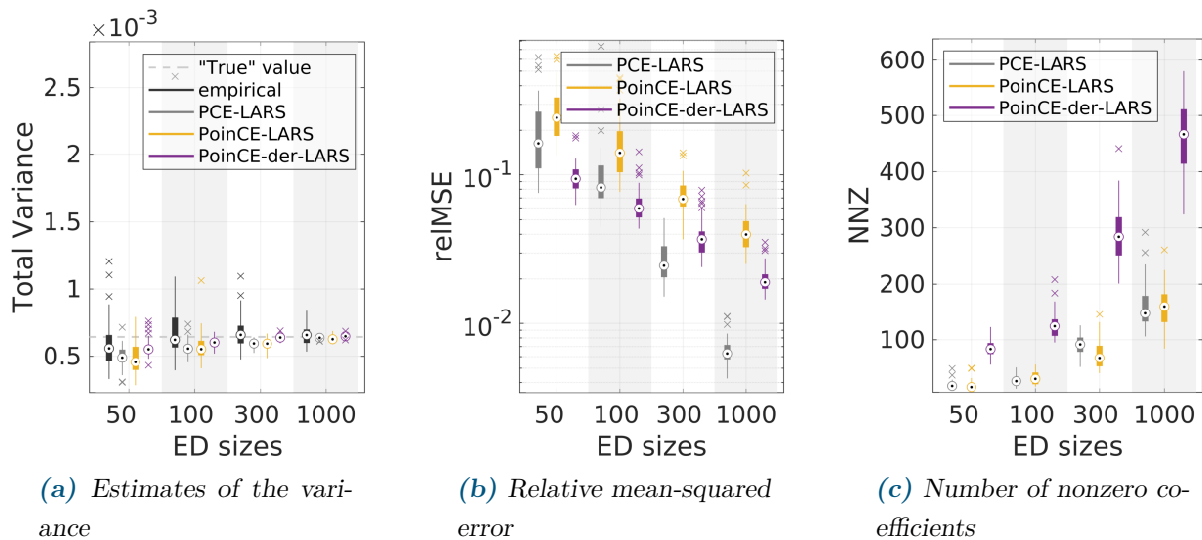 ×10⁻³
2.5
2
1.5
1
0.5
Total Variance
"True" value
empirical
PCE-LARS
PoinCE-LARS
PoinCE-der-LARS
50 100 300 1000
ED sizes
(a) Estimates of the vari-
ance
10⁻¹
10⁻²
relMSE
PCE-LARS
PoinCE-LARS
PoinCE-der-LARS
50 100 300 1000
ED sizes
(b) Relative mean-squared
error
600
500
400
300
200
100
NNZ
PCE-LARS
PoinCE-LARS
PoinCE-der-LARS
50 100 300 1000
ED sizes
(c) Number of nonzero co-
efficients